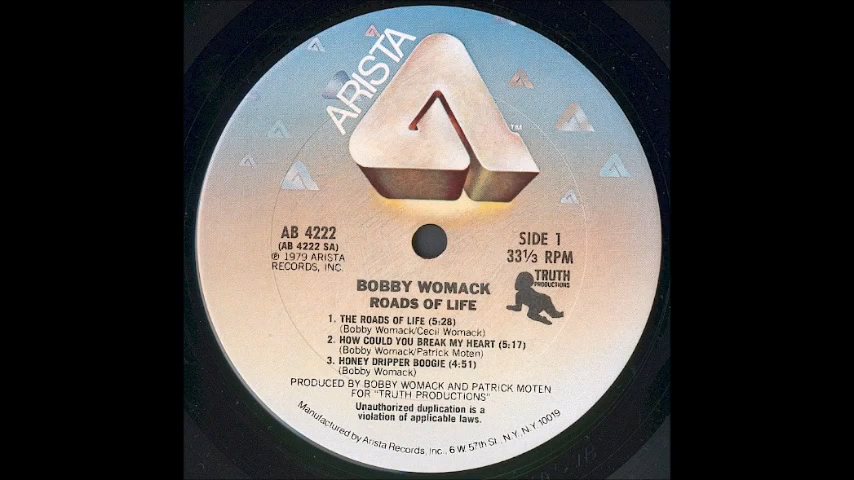 ARISTA
TM
AB 4222
(AB 4222 SA)
℗ 1979 ARISTA
RECORDS, INC.
SIDE 1
33⅓ RPM
TRUTH
PRODUCTIONS
BOBBY WOMACK
ROADS OF LIFE
1. THE ROADS OF LIFE (5:28)
(Bobby Womack/Cecil Womack)
2. HOW COULD YOU BREAK MY HEART (5:17)
(Bobby Womack/Patrick Moten)
3. HONEY DRIPPER BOOGIE (4:51)
(Bobby Womack)
PRODUCED BY BOBBY WOMACK AND PATRICK MOTEN
FOR "TRUTH PRODUCTIONS"
Unauthorized duplication is a
violation of applicable laws.
Manufactured by Arista Records, Inc., 6 W. 57th St., N.Y., N.Y. 10019